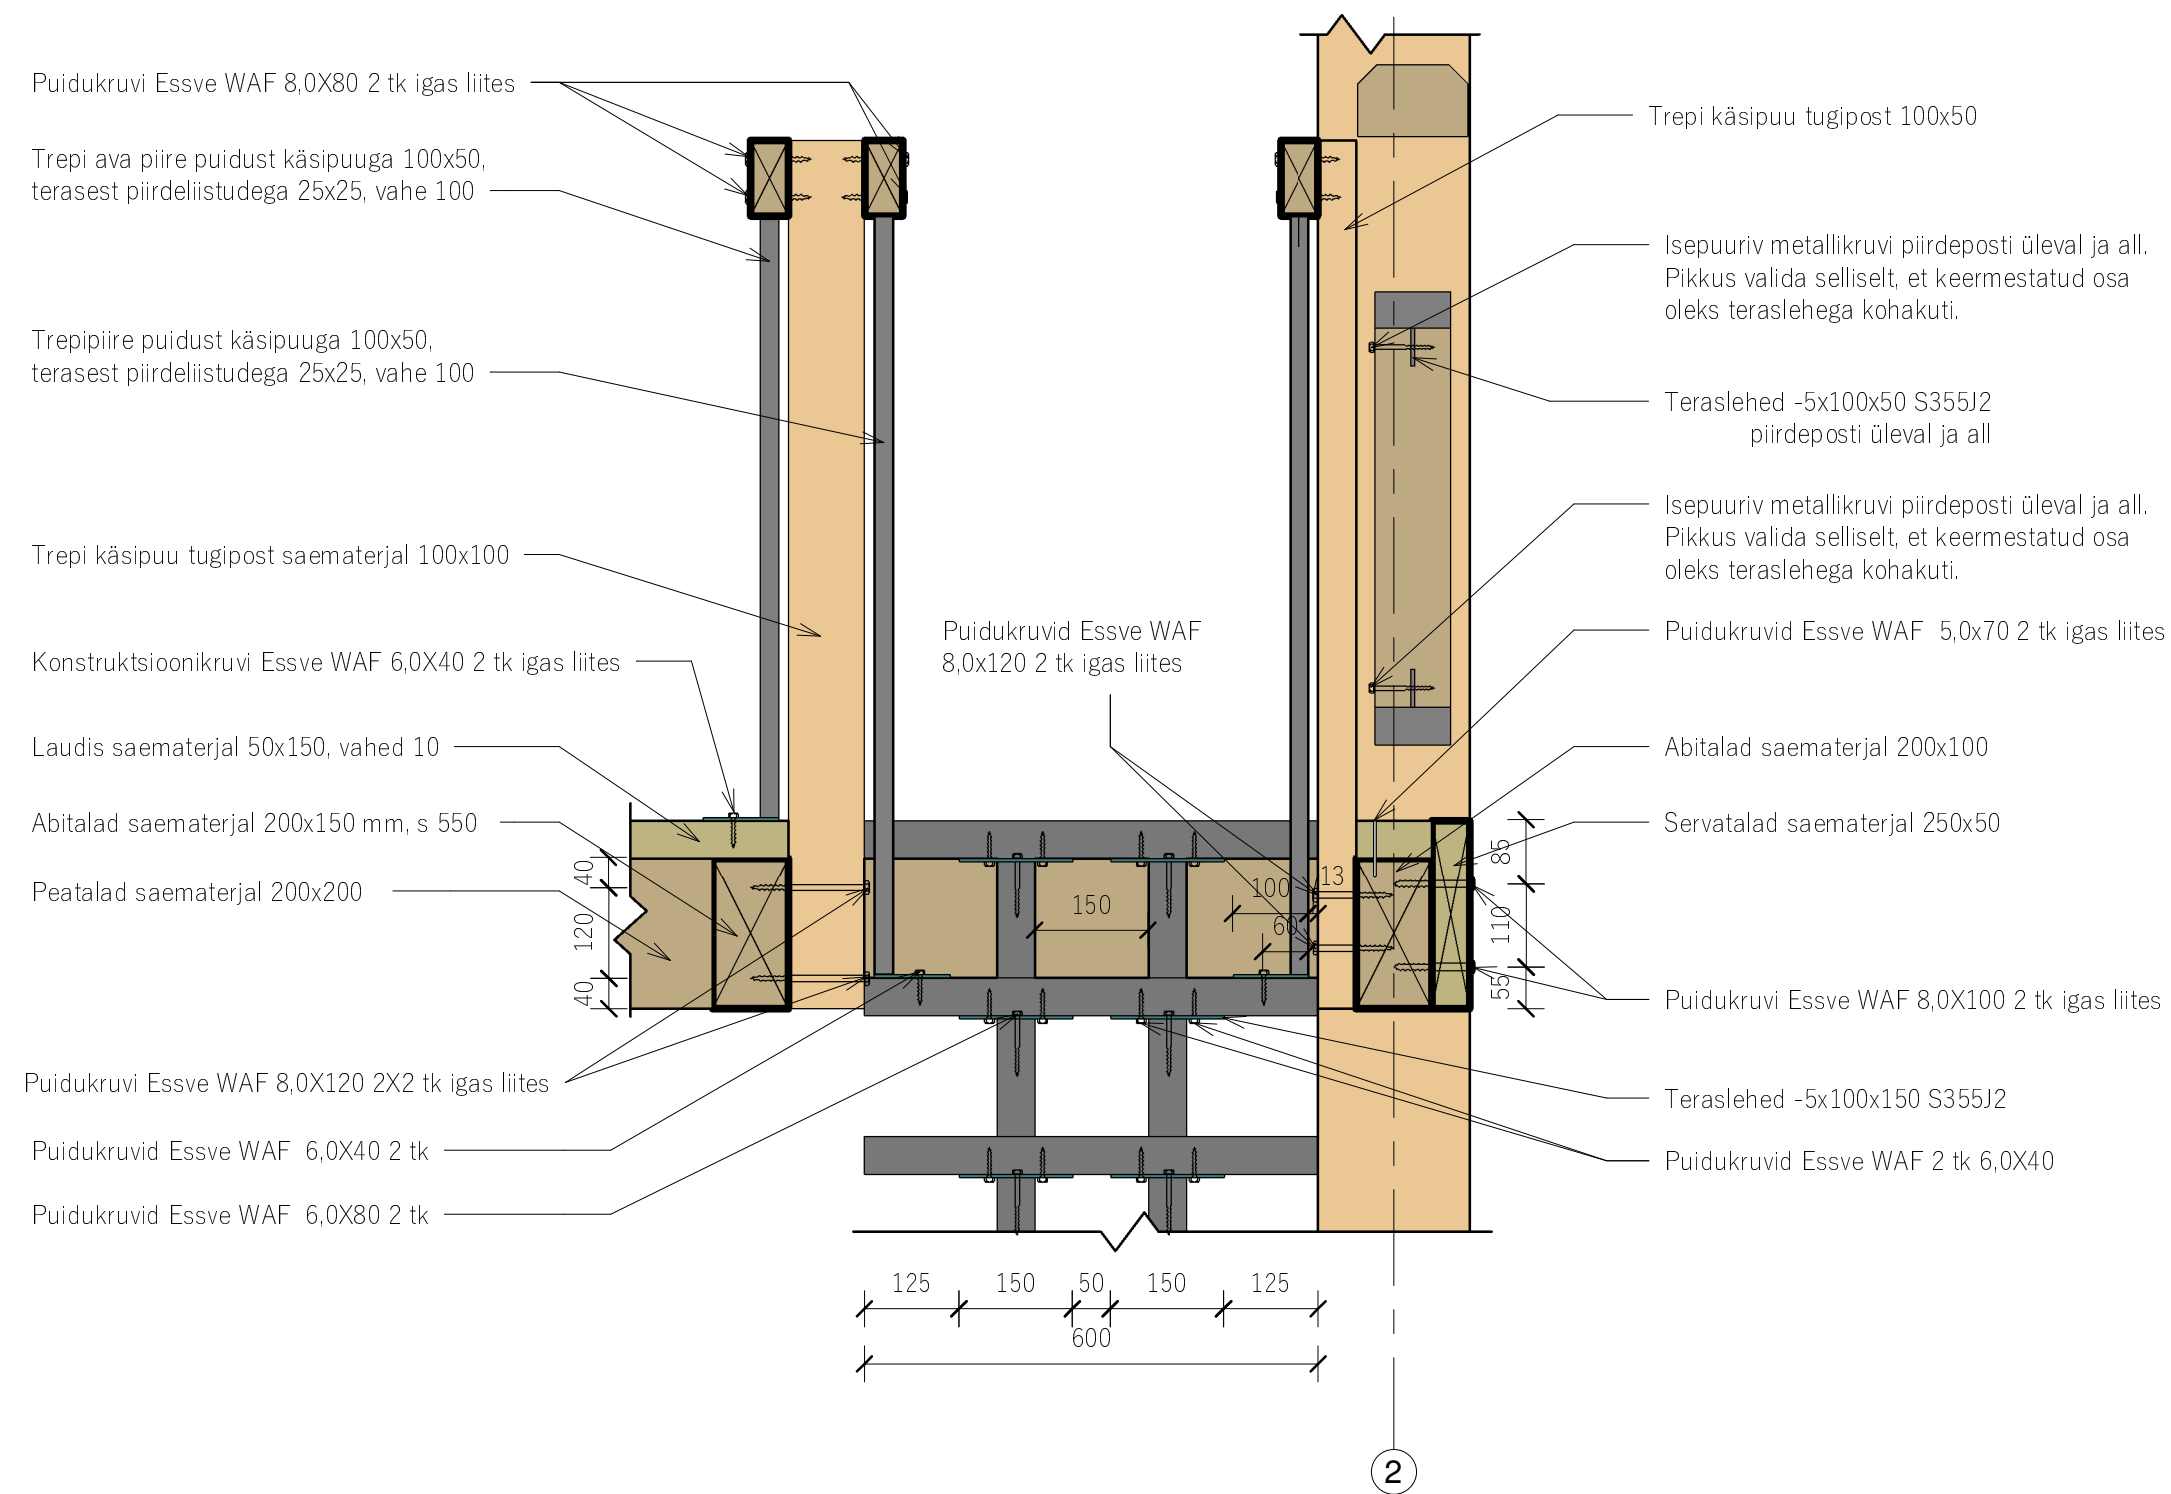 Puidukruvi Essve WAF 8,0X80 2 tk igas liites
Trepi ava piire puidust käsipuuga 100x50,
terasest piirdeliistudega 25x25, vahe 100
Trepipiire puidust käsipuuga 100x50,
terasest piirdeliistudega 25x25, vahe 100
Trepi käsipuu tugipost saematerjal 100x100
Konstruktsioonikruvi Essve WAF 6,0X40 2 tk igas liites
Laudis saematerjal 50x150, vahed 10
Abitalad saematerjal 200x150 mm, s 550
Peatalad saematerjal 200x200
Puidukruvi Essve WAF 8,0X120 2X2 tk igas liites
Puidukruvid Essve WAF  6,0X40 2 tk
Puidukruvid Essve WAF  6,0X80 2 tk
40
120
40
Puidukruvid Essve WAF
8,0x120 2 tk igas liites
150
100
13
60
125
150
50
150
125
600
2
Trepi käsipuu tugipost 100x50
Isepuuriv metallikruvi piirdeposti üleval ja all.
Pikkus valida selliselt, et keermestatud osa
oleks teraslehega kohakuti.
Teraslehed -5x100x50 S355J2
piirdeposti üleval ja all
Isepuuriv metallikruvi piirdeposti üleval ja all.
Pikkus valida selliselt, et keermestatud osa
oleks teraslehega kohakuti.
Puidukruvid Essve WAF  5,0x70 2 tk igas liites
Abitalad saematerjal 200x100
Servatalad saematerjal 250x50
85
110
55
Puidukruvi Essve WAF 8,0X100 2 tk igas liites
Teraslehed -5x100x150 S355J2
Puidukruvid Essve WAF 2 tk 6,0X40